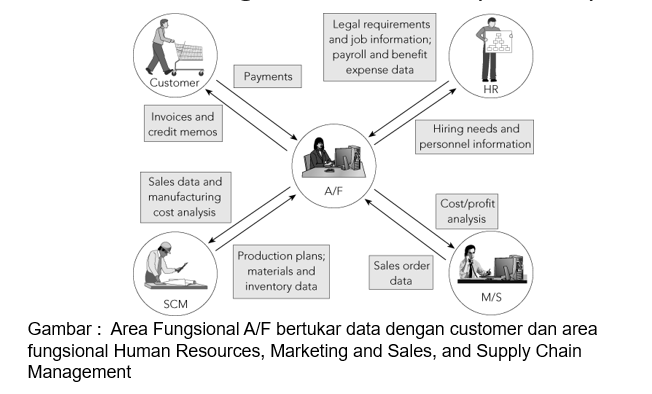 Legal requirements
and job information;
payroll and benefit
expense data
Customer
Payments
HR
Invoices and
credit memos
Hiring needs and
personnel information
A/F
Sales data and
manufacturing
cost analysis
Cost/profit
analysis
Production plans;
materials and
inventory data
Sales order
data
SCM
M/S
Gambar : Area Fungsional A/F bertukar data dengan customer dan area
fungsional Human Resources, Marketing and Sales, and Supply Chain
Management